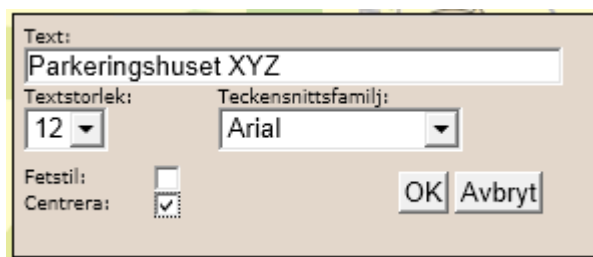 Text:
Parkeringshuset XYZ
Textstorlek: Teckensnittsfamilj:
12 Arial
Fetstil:
Centrera:
OK Avbryt